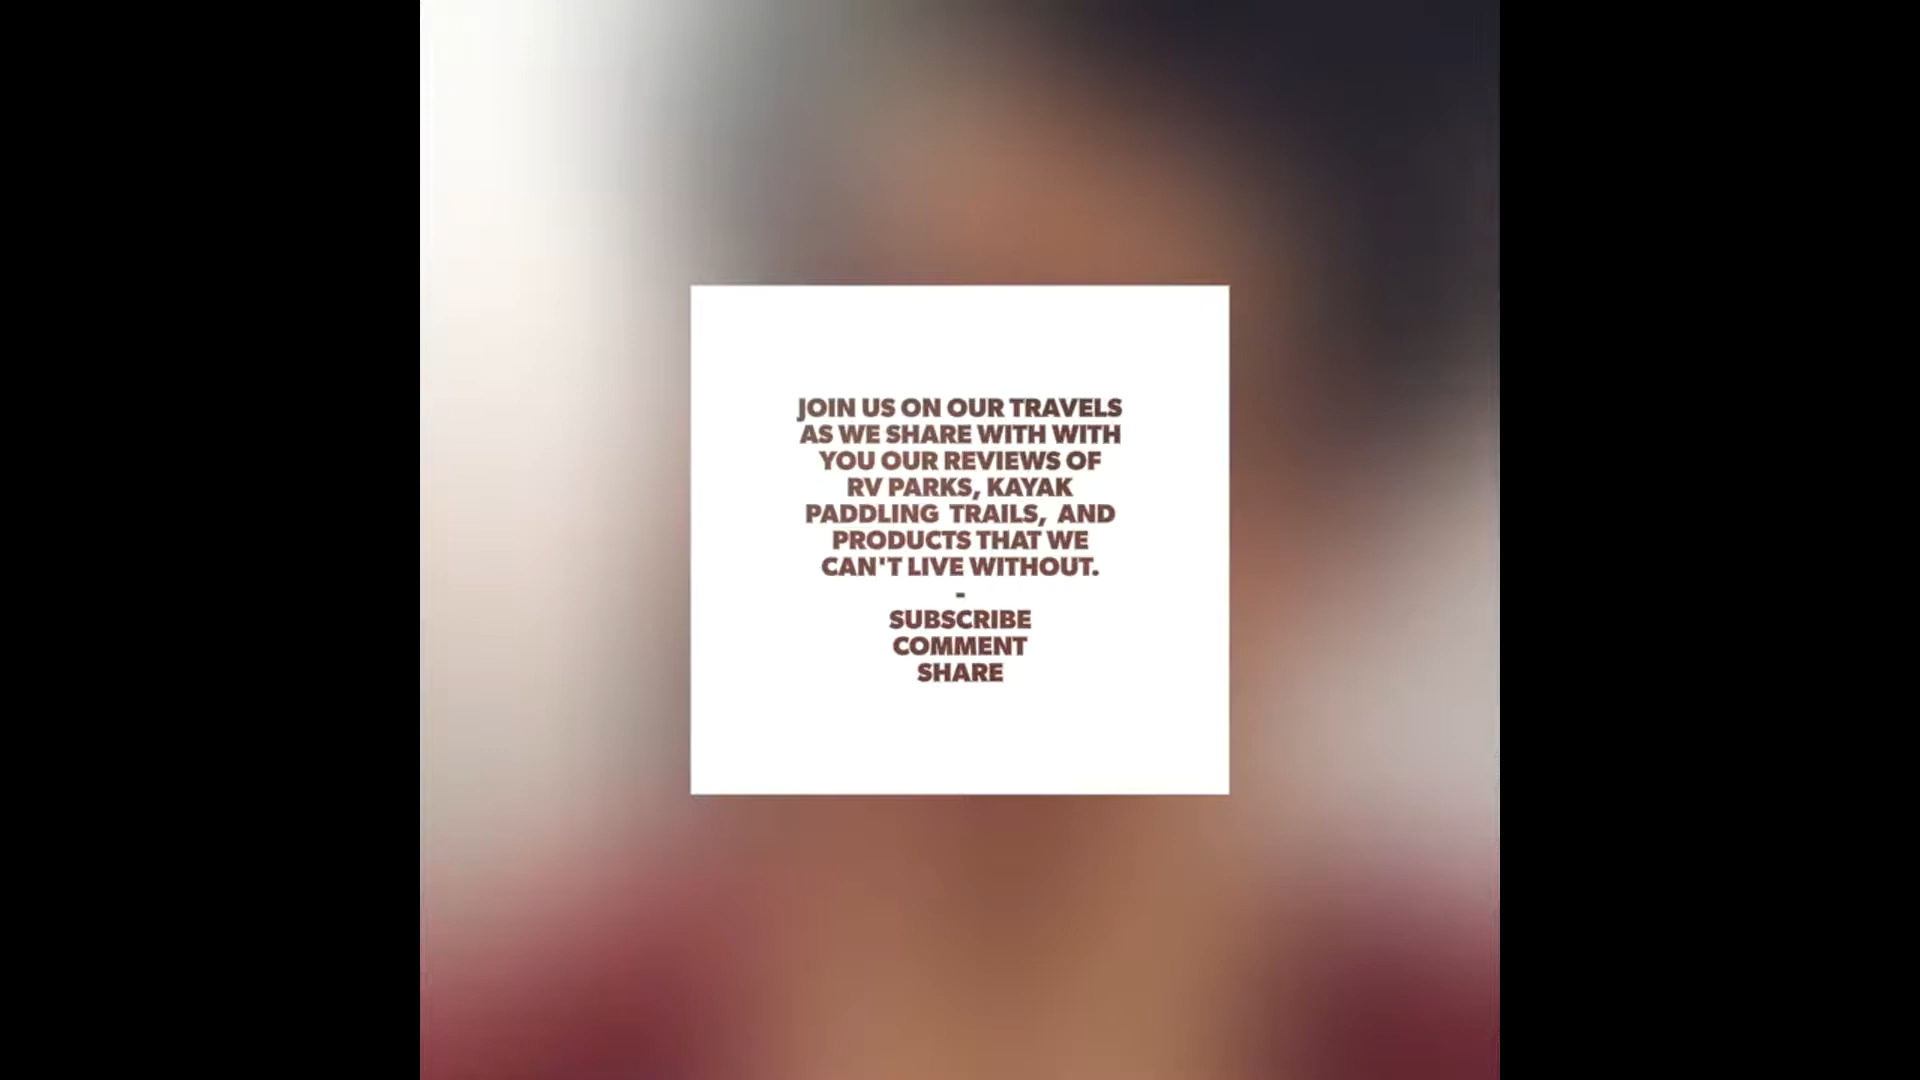 JOIN US ON OUR TRAVELS
AS WE SHARE WITH WITH
YOU OUR REVIEWS OF
RV PARKS, KAYAK
PADDLING TRAILS, AND
PRODUCTS THAT WE
CAN'T LIVE WITHOUT.
-
SUBSCRIBE
COMMENT
SHARE